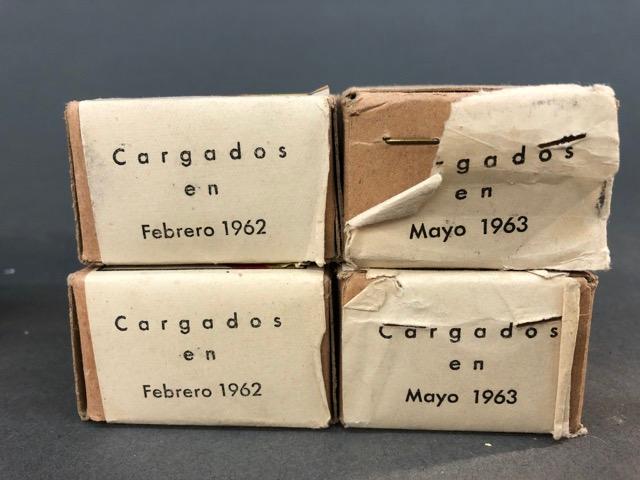 Cargados
en
Febrero 1962
gados
en
Mayo 1963
Cargados
en
Febrero 1962
Cargados
en
Mayo 1963